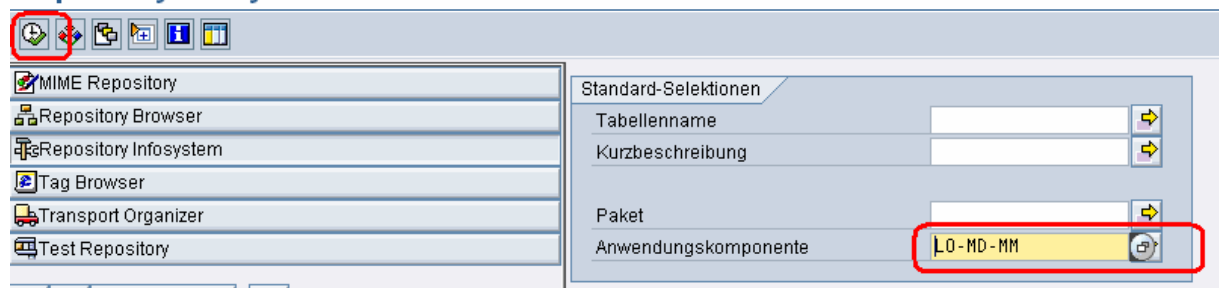 MIME Repository
Repository Browser
Repository Infosystem
Tag Browser
Transport Organizer
Test Repository
Standard-Selektionen
Tabellenname
Kurzbeschreibung
Paket
Anwendungskomponente LO-MD-MM